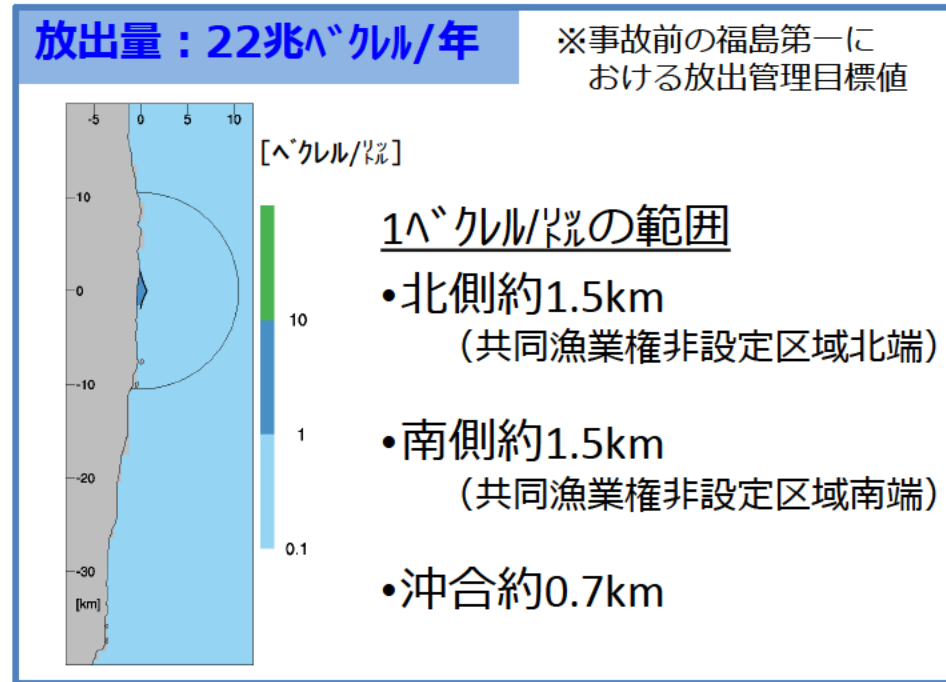 放出量：22兆ﾍﾞｸﾚﾙ/年
※事故前の福島第一に
おける放出管理目標値
-5 0 5 10
[ﾍﾞｸﾚﾙ/㍑]
10
0
-10
-20
-30
[km]
10
1
0.1
1ﾍﾞｸﾚﾙ/㍑の範囲
•北側約1.5km
（共同漁業権非設定区域北端）
•南側約1.5km
（共同漁業権非設定区域南端）
•沖合約0.7km